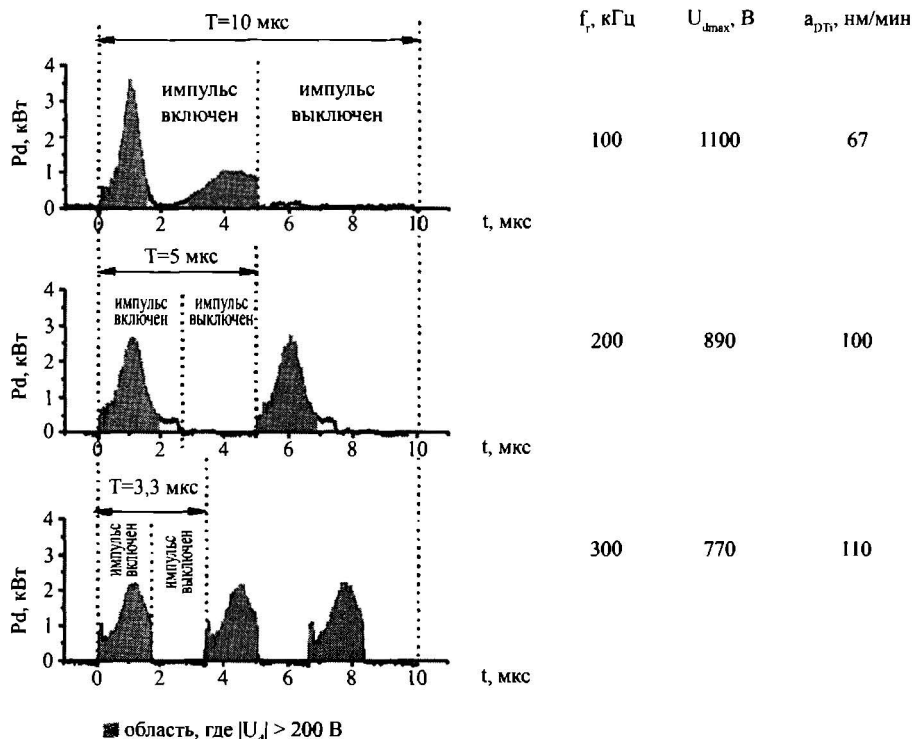 T=10 мкс
fr, кГц
Udmax, В
aDTi, нм/мин
Pd, кВт
4
3
2
1
0
импульс
включен
импульс
выключен
0 2 4 6 8 10
t, мкс
100 1100 67
T=5 мкс
Pd, кВт
4
3
2
1
0
импульс
включен
импульс
выключен
0 2 4 6 8 10
t, мкс
200 890 100
T=3,3 мкс
Pd, кВт
4
3
2
1
0
импульс
включен
импульс
выключен
0 2 4 6 8 10
t, мкс
300 770 110
область, где |Ud| > 200 В